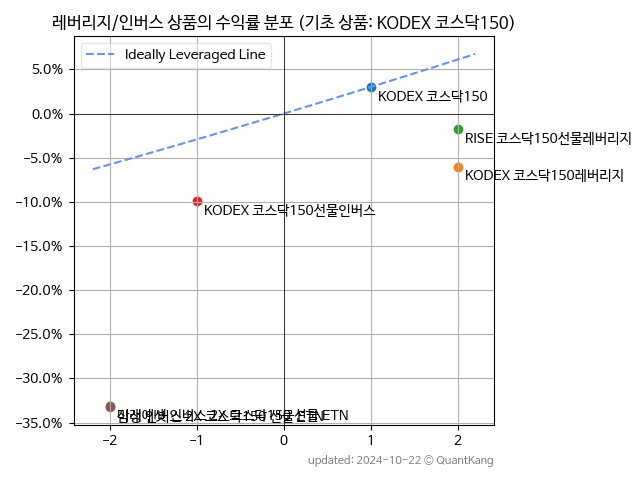 레버리지/인버스 상품의 수익률 분포 (기초 상품: KODEX 코스닥150)
Ideally Leveraged Line
5.0%
KODEX 코스닥150
0.0%
RISE 코스닥150선물레버리지
-5.0%
KODEX 코스닥150레버리지
-10.0%
KODEX 코스닥150선물인버스
-15.0%
-20.0%
-25.0%
-30.0%
-35.0%
ETN
-2
-1
0
1
2
updated: 2024-10-22 © QuantKang